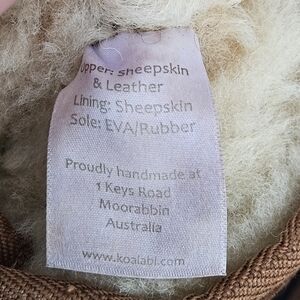 Upper: Sheepskin
& Leather
Lining: Sheepskin
Sole: EVA/Rubber
Proudly handmade at
1 Keys Road
Moorabbin
Australia
www.koalabi.com